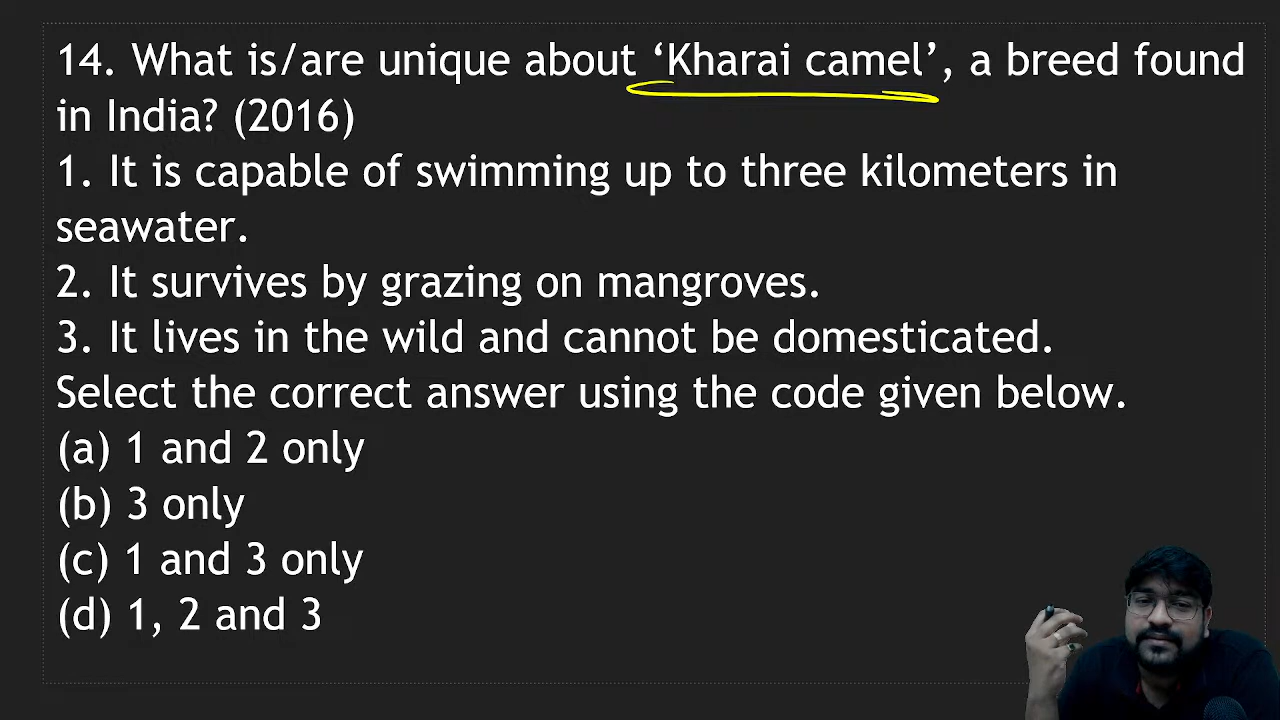 14. What is/are unique about ‘Kharai camel’, a breed found
in India? (2016)
1. It is capable of swimming up to three kilometers in
seawater.
2. It survives by grazing on mangroves.
3. It lives in the wild and cannot be domesticated.
Select the correct answer using the code given below.
(a) 1 and 2 only
(b) 3 only
(c) 1 and 3 only
(d) 1, 2 and 3